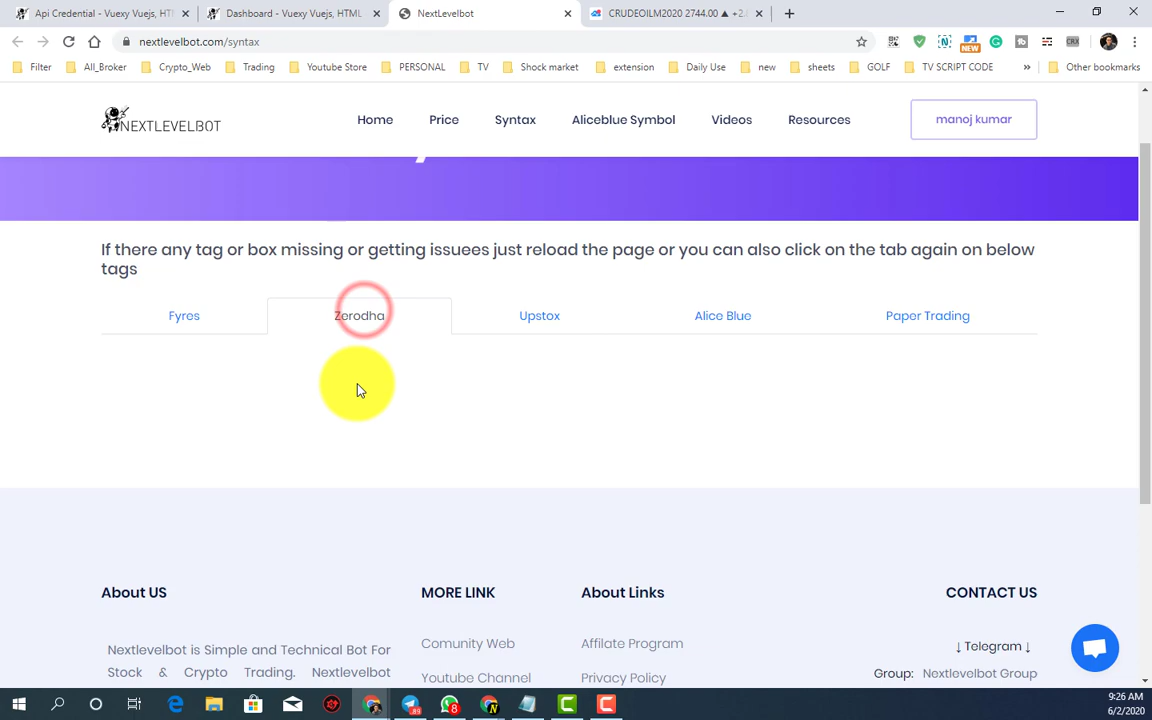 Api Credential - Vuexy Vuejs, HTM
Dashboard - Vuexy Vuejs, HTML
NextLevelbot
CRUDEOILM2020 2744.00 ▲ +2.
nextlevelbot.com/syntax
Filter
All_Broker
Crypto_Web
Trading
Youtube Store
PERSONAL
TV
Shock market
extension
Daily Use
new
sheets
GOLF
TV SCRIPT CODE
»
Other bookmarks
NEW
CRX
NEXTLEVELBOT
Home
Price
Syntax
Aliceblue Symbol
Videos
Resources
manoj kumar
If there any tag or box missing or getting issuees just reload the page or you can also click on the tab again on below
tags
Fyres
Zerodha
Upstox
Alice Blue
Paper Trading
About US
MORE LINK
About Links
CONTACT US
Nextlevelbot is Simple and Technical Bot For
Stock & Crypto Trading. Nextlevelbot
Comunity Web
Youtube Channel
Affilate Program
Privacy Policy
↓ Telegram ↓
Group: Nextlevelbot Group
9:26 AM
6/2/2020